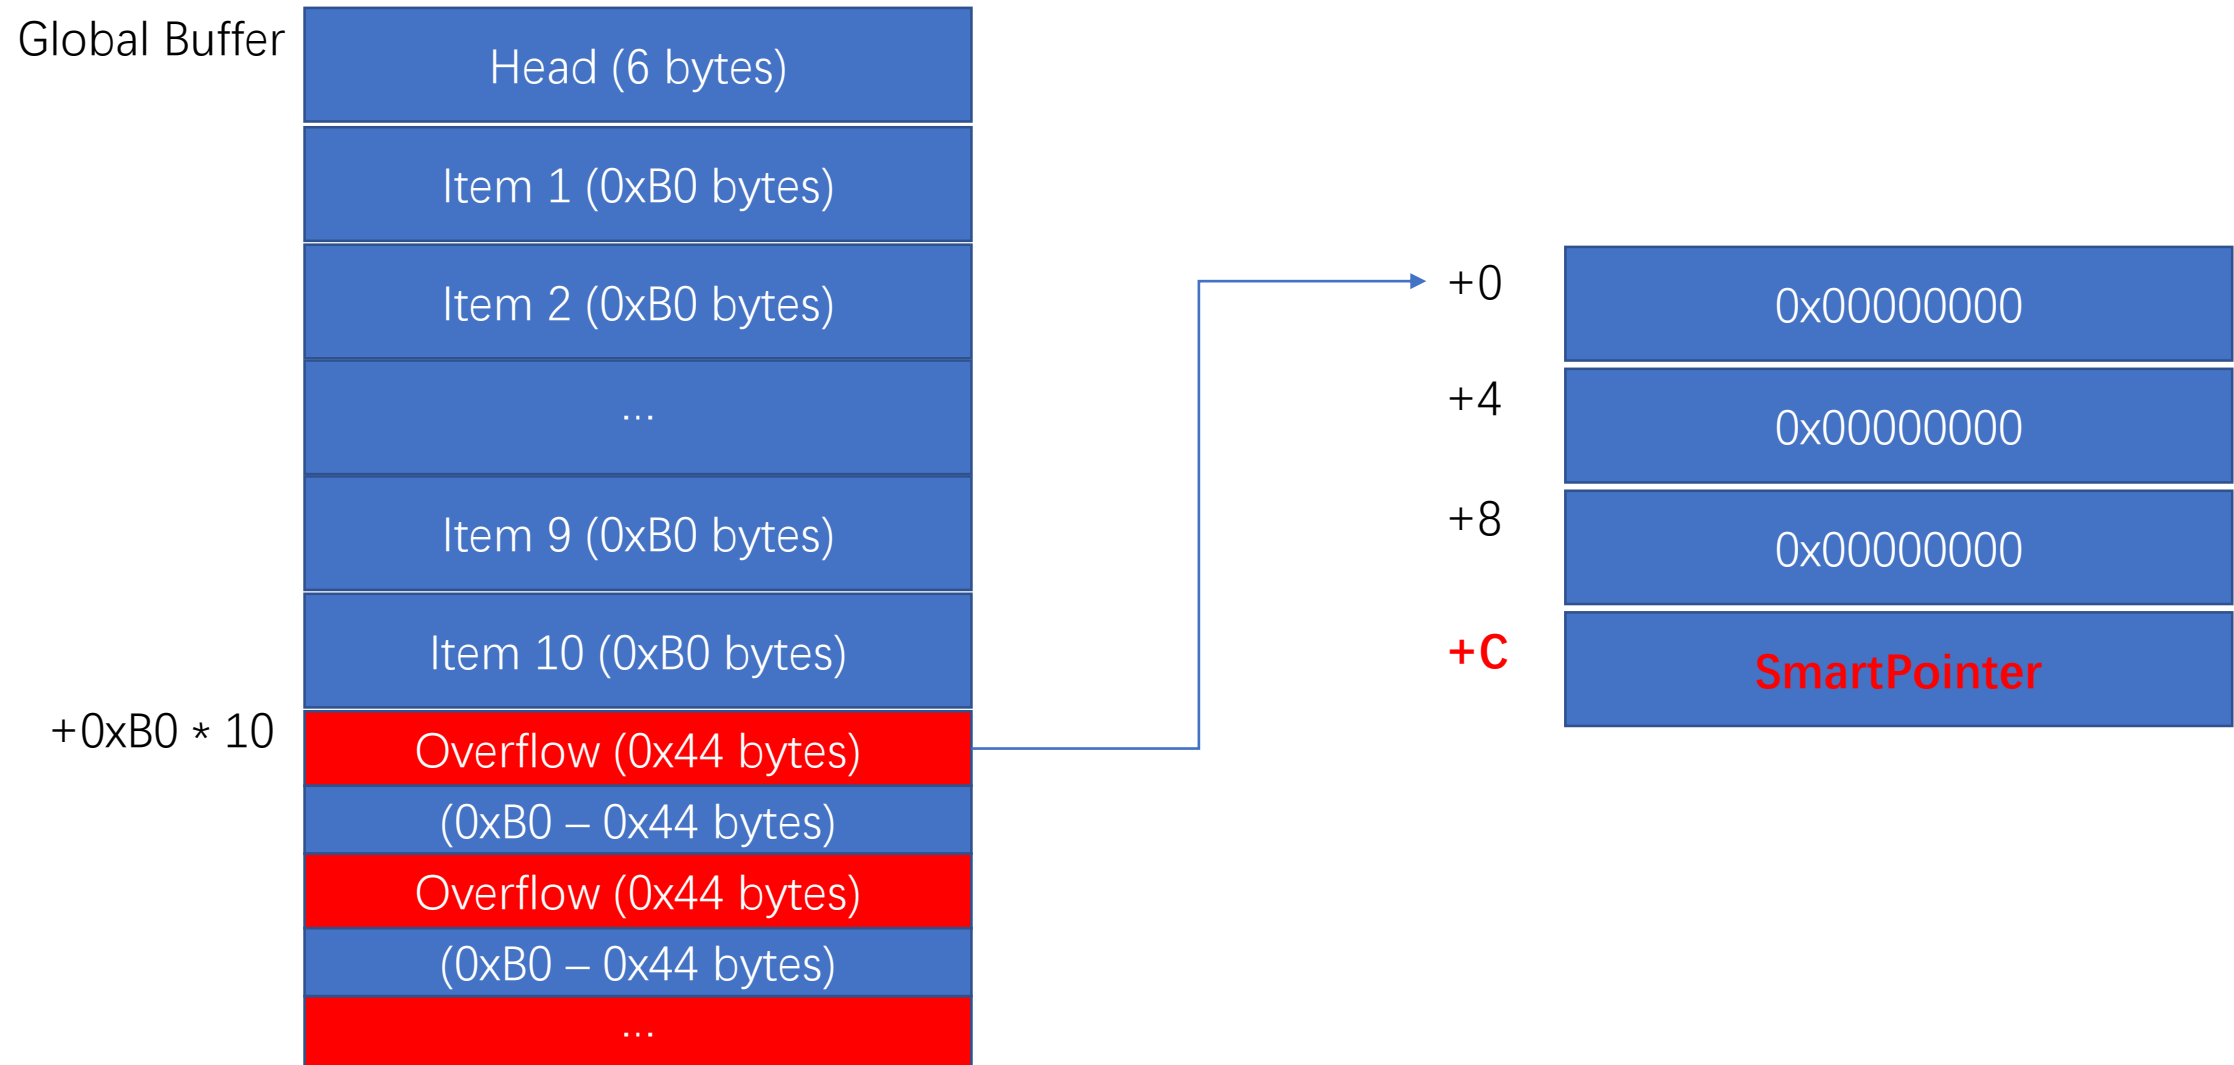 Global Buffer
Head (6 bytes)
Item 1 (0xB0 bytes)
Item 2 (0xB0 bytes)
...
Item 9 (0xB0 bytes)
Item 10 (0xB0 bytes)
+0xB0 * 10
Overflow (0x44 bytes)
(0xB0 – 0x44 bytes)
Overflow (0x44 bytes)
(0xB0 – 0x44 bytes)
...
+0
0x00000000
+4
0x00000000
+8
0x00000000
+C
SmartPointer